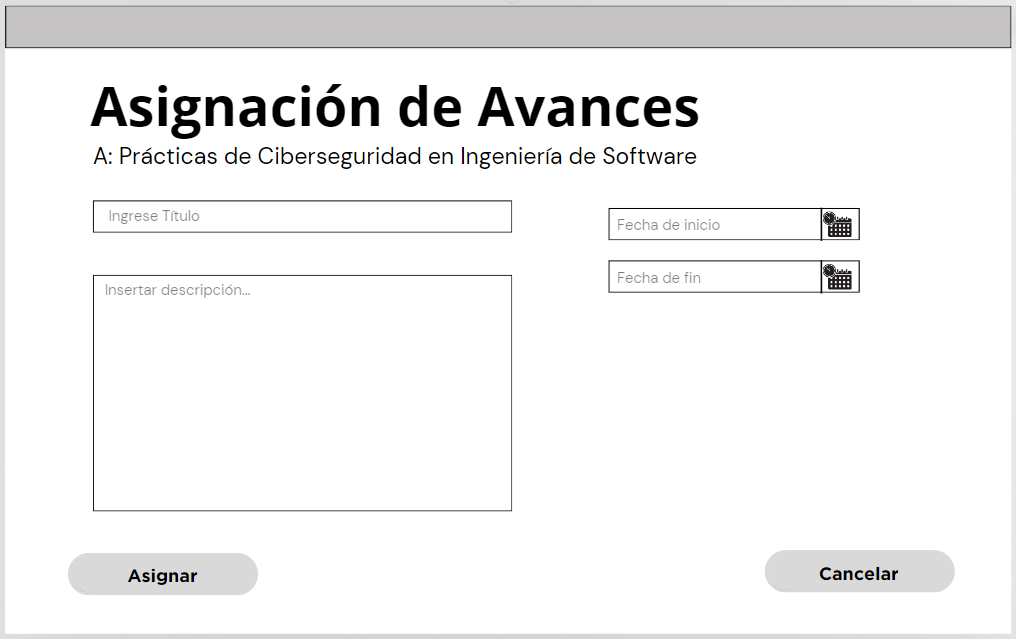 Asignación de Avances
A: Prácticas de Ciberseguridad en Ingeniería de Software
Ingrese Título
Fecha de inicio
Fecha de fin
Insertar descripción...
Asignar
Cancelar